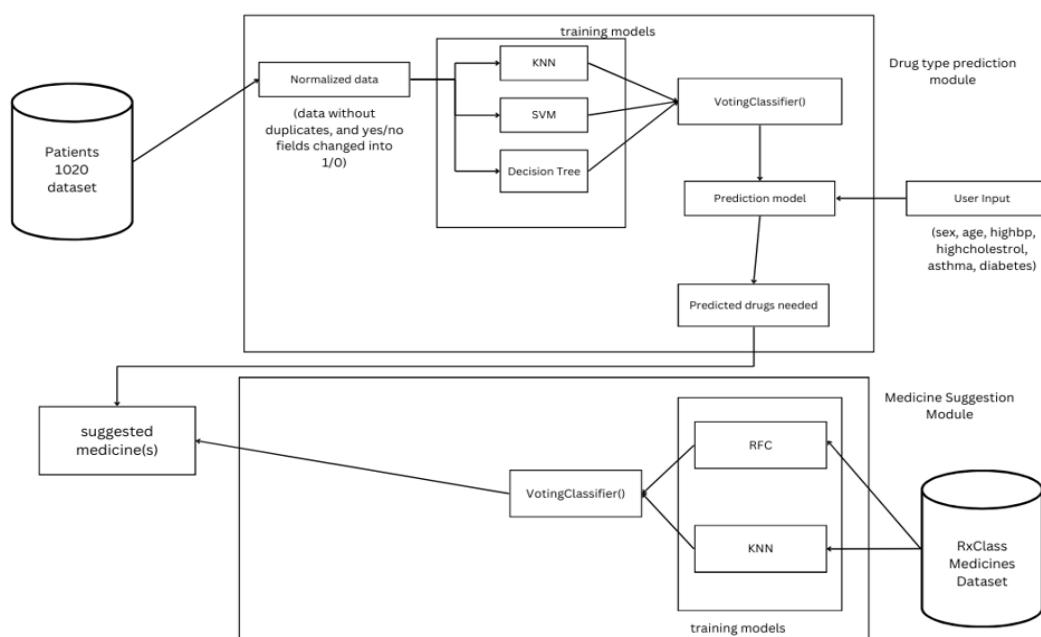 training models
KNN
Normalized data
Drug type prediction
module
VotingClassifier()
(data without
duplicates, and yes/no
fields changed into
1/0)
SVM
Patients
1020
dataset
Decision Tree
Prediction model
User Input
(sex, age, highbp,
highcholestrol,
asthma, diabetes)
Predicted drugs needed
Medicine Suggestion
Module
suggested
medicine(s)
RFC
VotingClassifier()
KNN
RxClass
Medicines
Dataset
training models